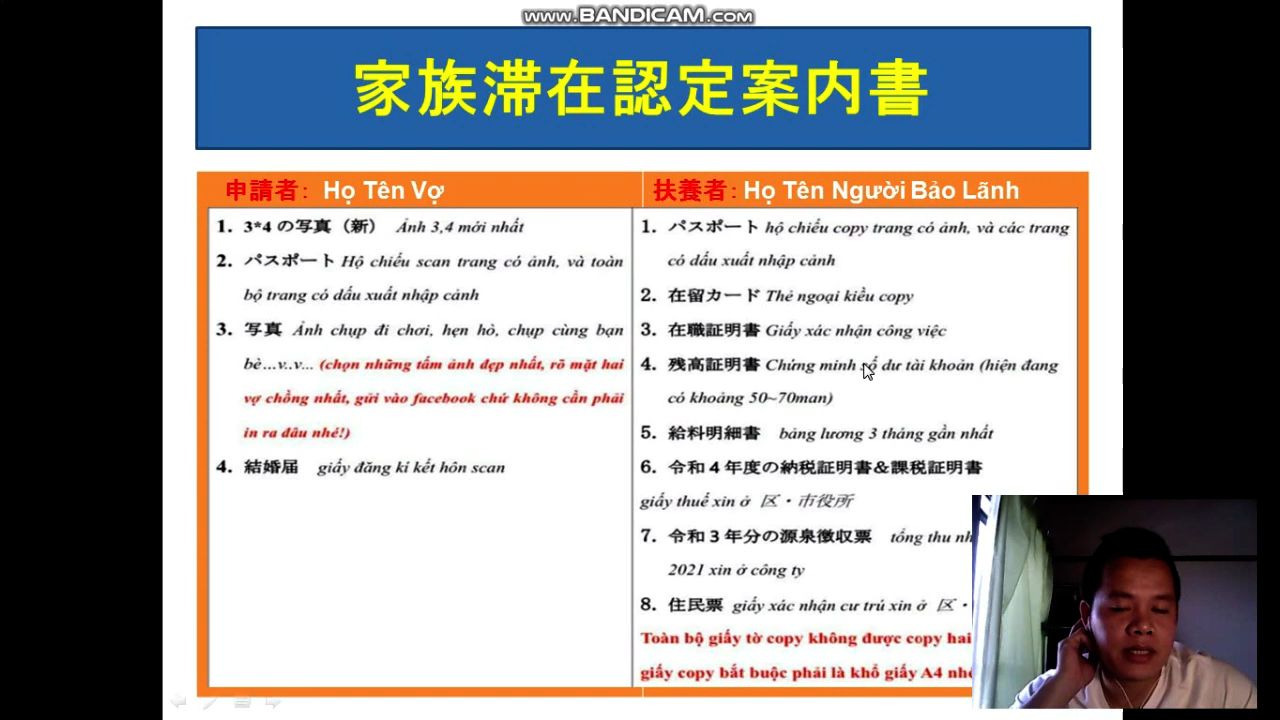 www.BANDICAM.com
家族滞在認定案内書
申請者: Họ Tên Vợ
1. 3*4 の写真（新） Ảnh 3,4 mới nhất
2. パスポート Hộ chiếu scan trang có ảnh, và toàn
bộ trang có dấu xuất nhập cảnh
3. 写真 Ảnh chụp đi chơi, hẹn hò, chụp cùng bạn
bè...v..v... (chọn những tấm ảnh đẹp nhất, rõ mặt hai
vợ chồng nhất, gửi vào facebook chứ không cần phải
in ra đâu nhé!)
4. 結婚届 giấy đăng kí kết hôn scan
扶養者: Họ Tên Người Bảo Lãnh
1. パスポート hộ chiếu copy trang có ảnh, và các trang
có dấu xuất nhập cảnh
2. 在留カード Thẻ ngoại kiều copy
3. 在職証明書 Giấy xác nhận công việc
4. 残高証明書 Chứng minh số dư tài khoản (hiện đang
có khoảng 50~70man)
5. 給料明細書 bảng lương 3 tháng gần nhất
6. 令和４年度の納税証明書&課税証明書
giấy thuế xin ở 区・市役所
7. 令和３年分の源泉徴収票 tổng thu
2021 xin ở công ty
8. 住民票 giấy xác nhận cư trú xin ở 区・
Toàn bộ giấy tờ copy không được copy hai
giấy copy bắt buộc phải là khổ giấy A4